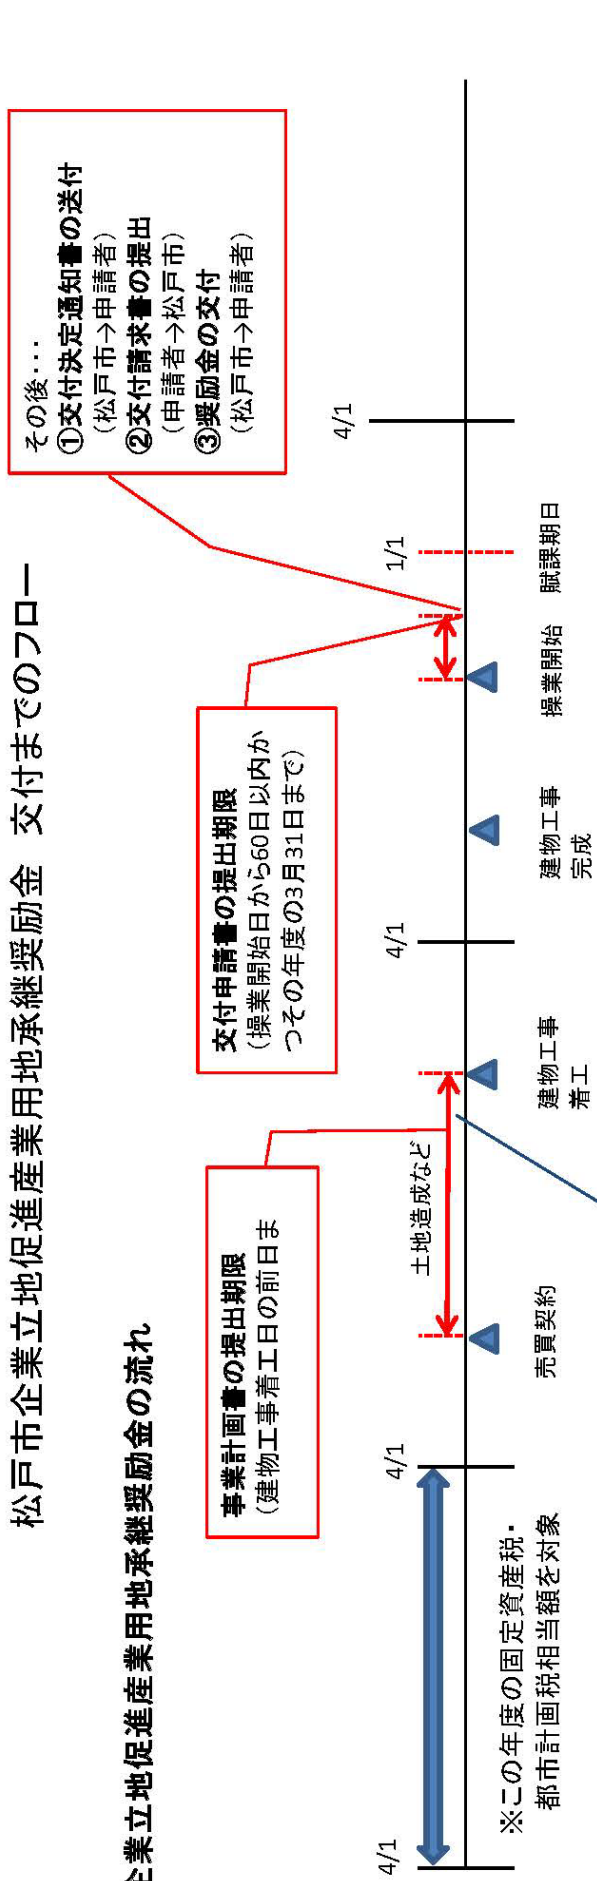 松戸市企業立地促進産業用地承継奨励金 交付までのフロー
企業立地促進産業用地承継奨励金の流れ
その後・・・
①交付決定通知書の送付
（松戸市→申請者）
②交付請求書の提出
（申請者→松戸市）
③奨励金の交付
（松戸市→申請者）
交付申請書の提出期限
（操業開始日から60日以内か
つその年度の3月31日まで）
事業計画書の提出期限
（建物工事着工日の前日ま
土地造成など
4/1
4/1
4/1
1/1
4/1
※この年度の固定資産税・
都市計画税相当額を対象
売買契約
建物工事
着工
建物工事
完成
操業開始
賦課期日